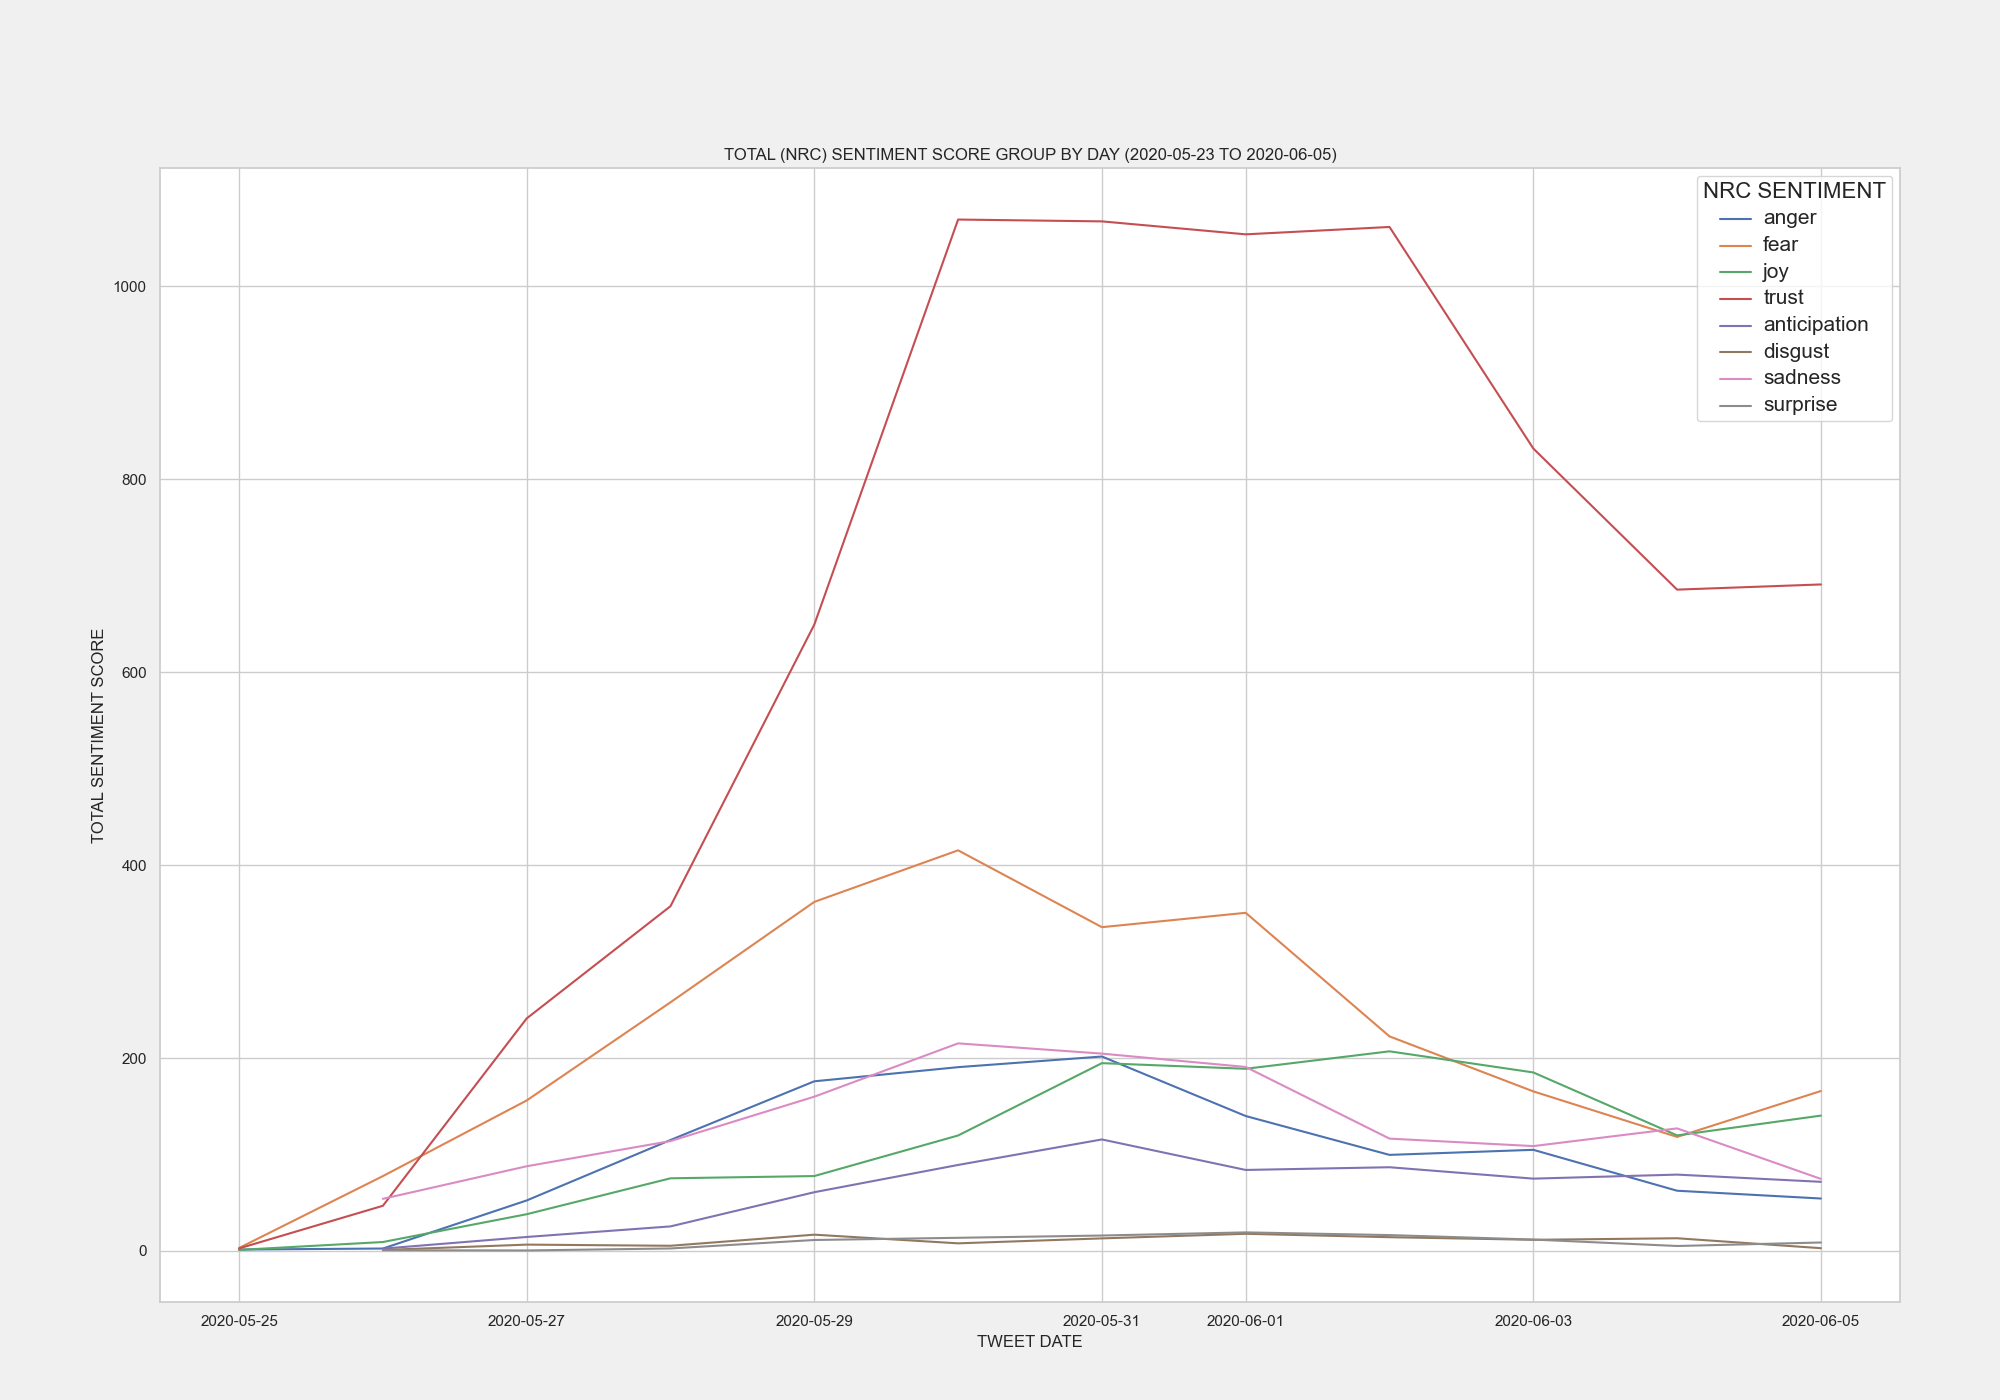 TOTAL (NRC) SENTIMENT SCORE GROUP BY DAY (2020-05-23 TO 2020-06-05)
NRC SENTIMENT
anger
fear
joy
trust
anticipation
disgust
sadness
surprise
1000
800
600
400
200
0
TOTAL SENTIMENT SCORE
2020-05-25
2020-05-27
2020-05-29
2020-05-31
2020-06-01
2020-06-03
2020-06-05
TWEET DATE